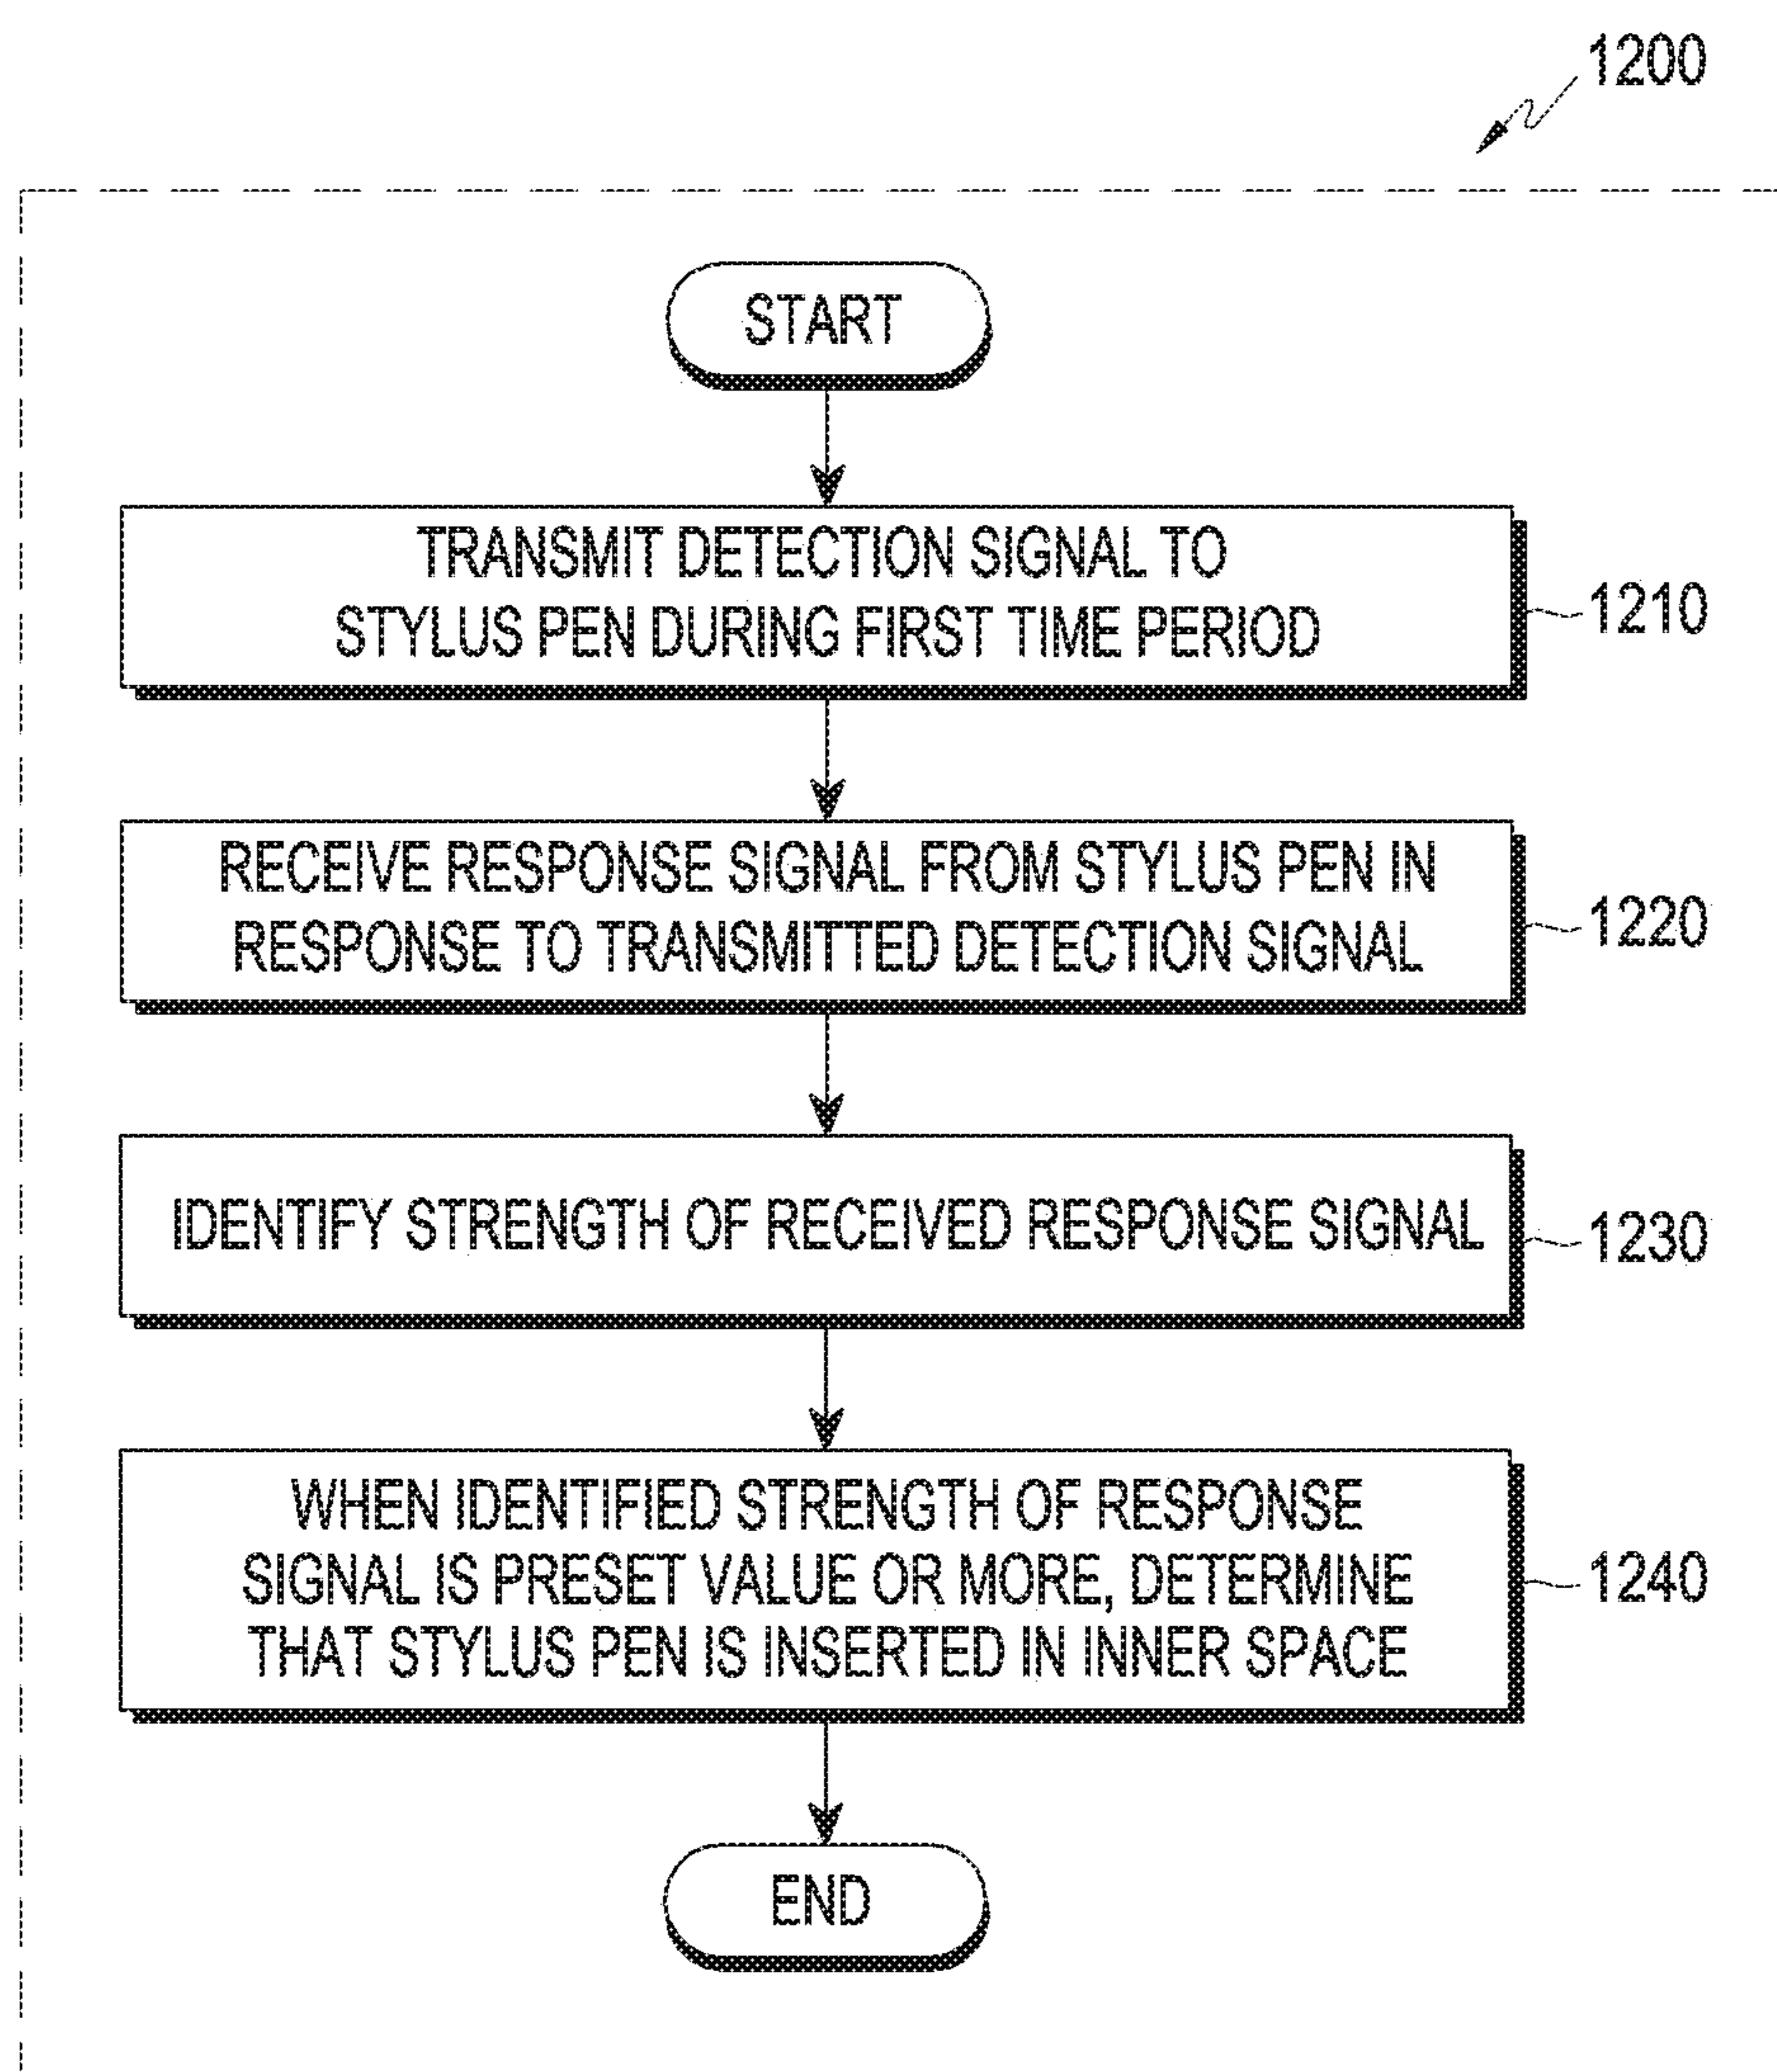 1200
START
TRANSMIT DETECTION SIGNAL TO
STYLUS PEN DURING FIRST TIME PERIOD
1210
RECEIVE RESPONSE SIGNAL FROM STYLUS PEN IN
RESPONSE TO TRANSMITTED DETECTION SIGNAL
1220
IDENTIFY STRENGTH OF RECEIVED RESPONSE SIGNAL
1230
WHEN IDENTIFIED STRENGTH OF RESPONSE
SIGNAL IS PRESET VALUE OR MORE, DETERMINE
THAT STYLUS PEN IS INSERTED IN INNER SPACE
1240
END